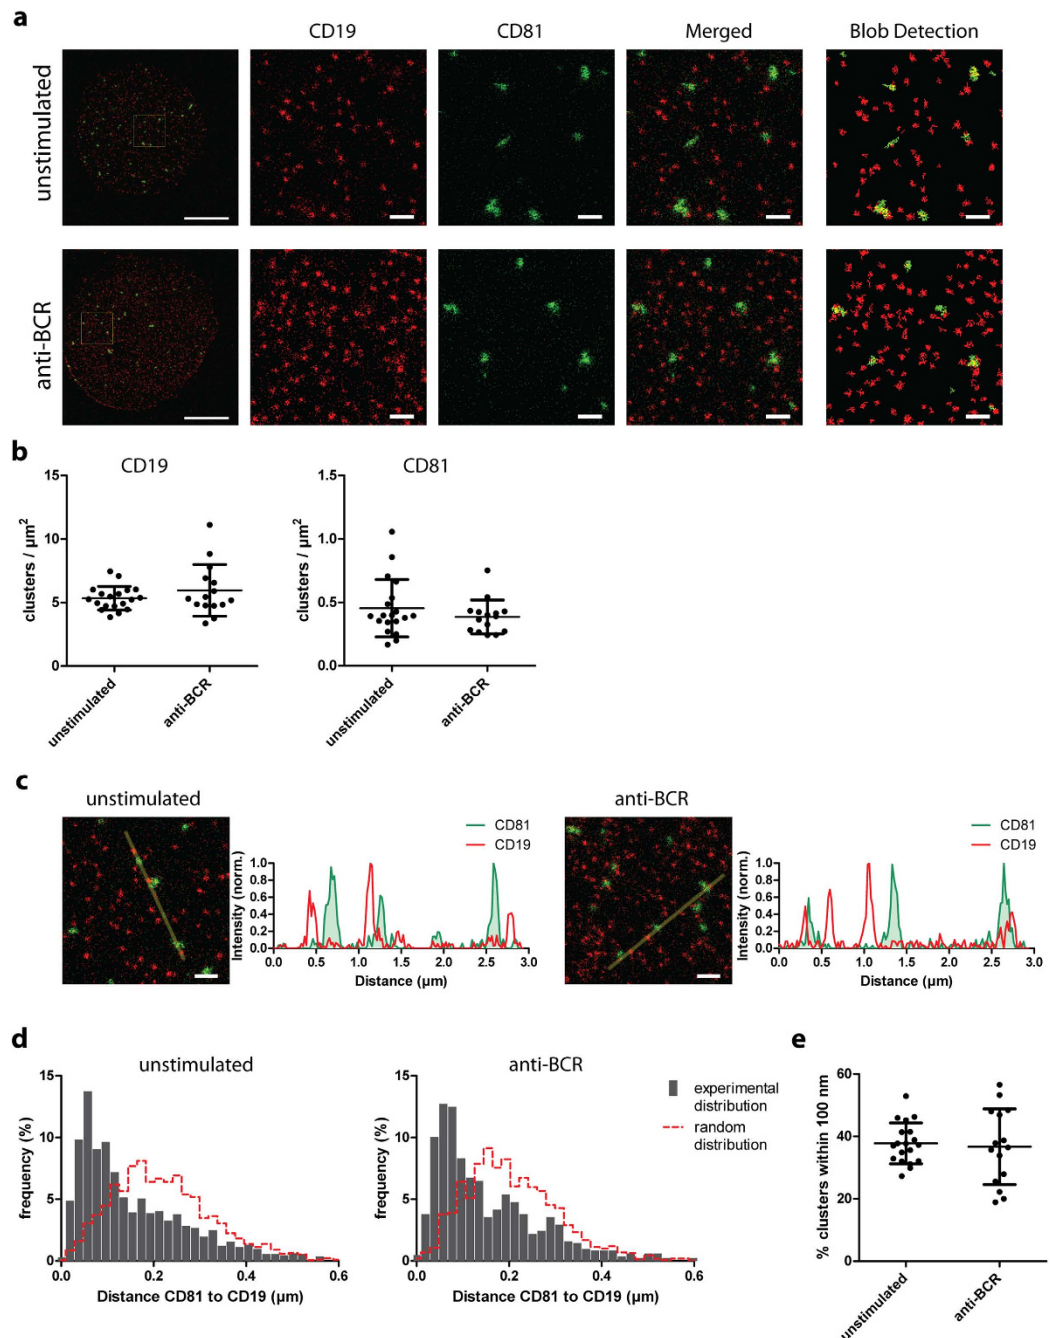 a
CD19 CD81 Merged Blob Detection
unstimulated
anti-BCR
b
CD19
clusters / µm2
15
10
5
0
unstimulated
anti-BCR
CD81
clusters / µm2
1.5
1.0
0.5
0.0
unstimulated
anti-BCR
c
unstimulated
CD81
CD19
Intensity (norm.)
1.0
0.8
0.6
0.4
0.2
0.0
0.0 0.5 1.0 1.5 2.0 2.5 3.0
Distance (µm)
anti-BCR
CD81
CD19
Intensity (norm.)
1.0
0.8
0.6
0.4
0.2
0.0
0.0 0.5 1.0 1.5 2.0 2.5 3.0
Distance (µm)
d
unstimulated
frequency (%)
15
10
5
0
0.0 0.2 0.4 0.6
Distance CD81 to CD19 (µm)
anti-BCR
frequency (%)
15
10
5
0
0.0 0.2 0.4 0.6
Distance CD81 to CD19 (µm)
experimental
distribution
random
distribution
e
% clusters within 100 nm
60
40
20
0
unstimulated
anti-BCR